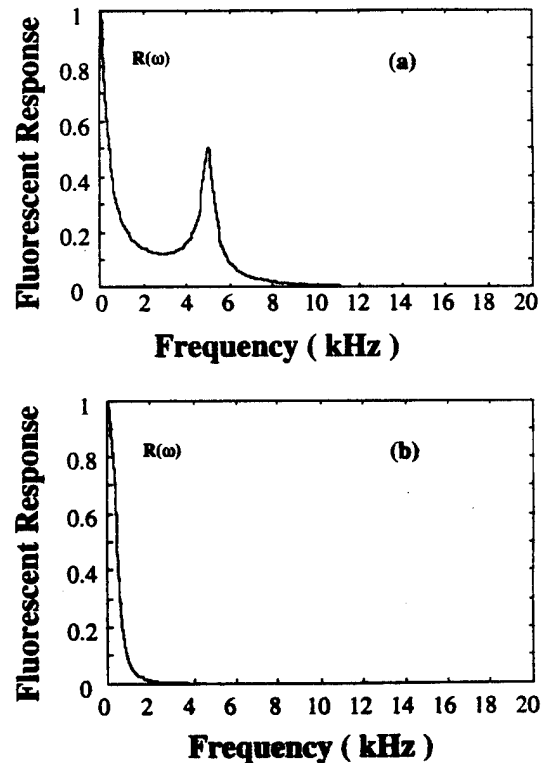 Fluorescent Response
1
0.8
0.6
0.4
0.2
0
R(ω)
(a)
0 2 4 6 8 10 12 14 16 18 20
Frequency ( kHz )
Fluorescent Response
1
0.8
0.6
0.4
0.2
0
R(ω)
(b)
0 2 4 6 8 10 12 14 16 18 20
Frequency ( kHz )